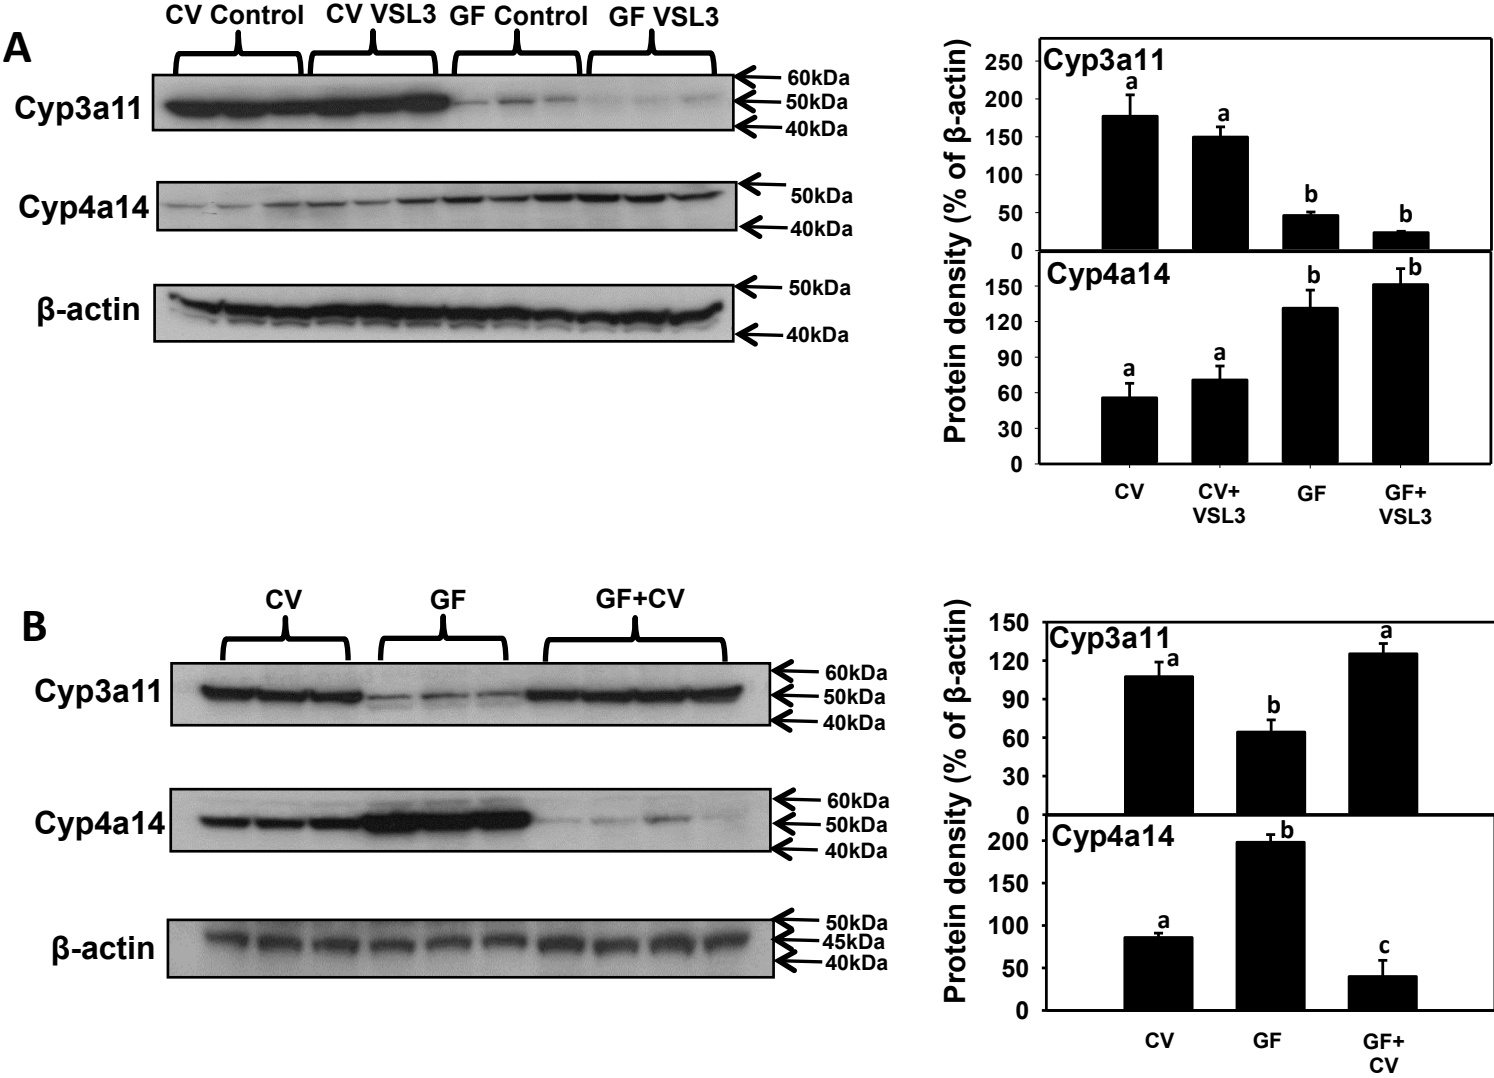 A
CV Control
CV VSL3
GF Control
GF VSL3
Cyp3a11
60kDa
50kDa
40kDa
Cyp4a14
50kDa
40kDa
β-actin
50kDa
40kDa
Protein density (% of β-actin)
Cyp3a11
250
200
150
100
50
0
a
a
b
b
Cyp4a14
150
120
90
60
30
0
a
a
b
b
CV
CV+
VSL3
GF
GF+
VSL3
B
CV
GF
GF+CV
Cyp3a11
60kDa
50kDa
40kDa
Cyp4a14
60kDa
50kDa
40kDa
β-actin
50kDa
45kDa
40kDa
Protein density (% of β-actin)
Cyp3a11
150
120
90
60
30
0
a
b
a
Cyp4a14
200
150
100
50
0
a
b
c
CV
GF
GF+
CV